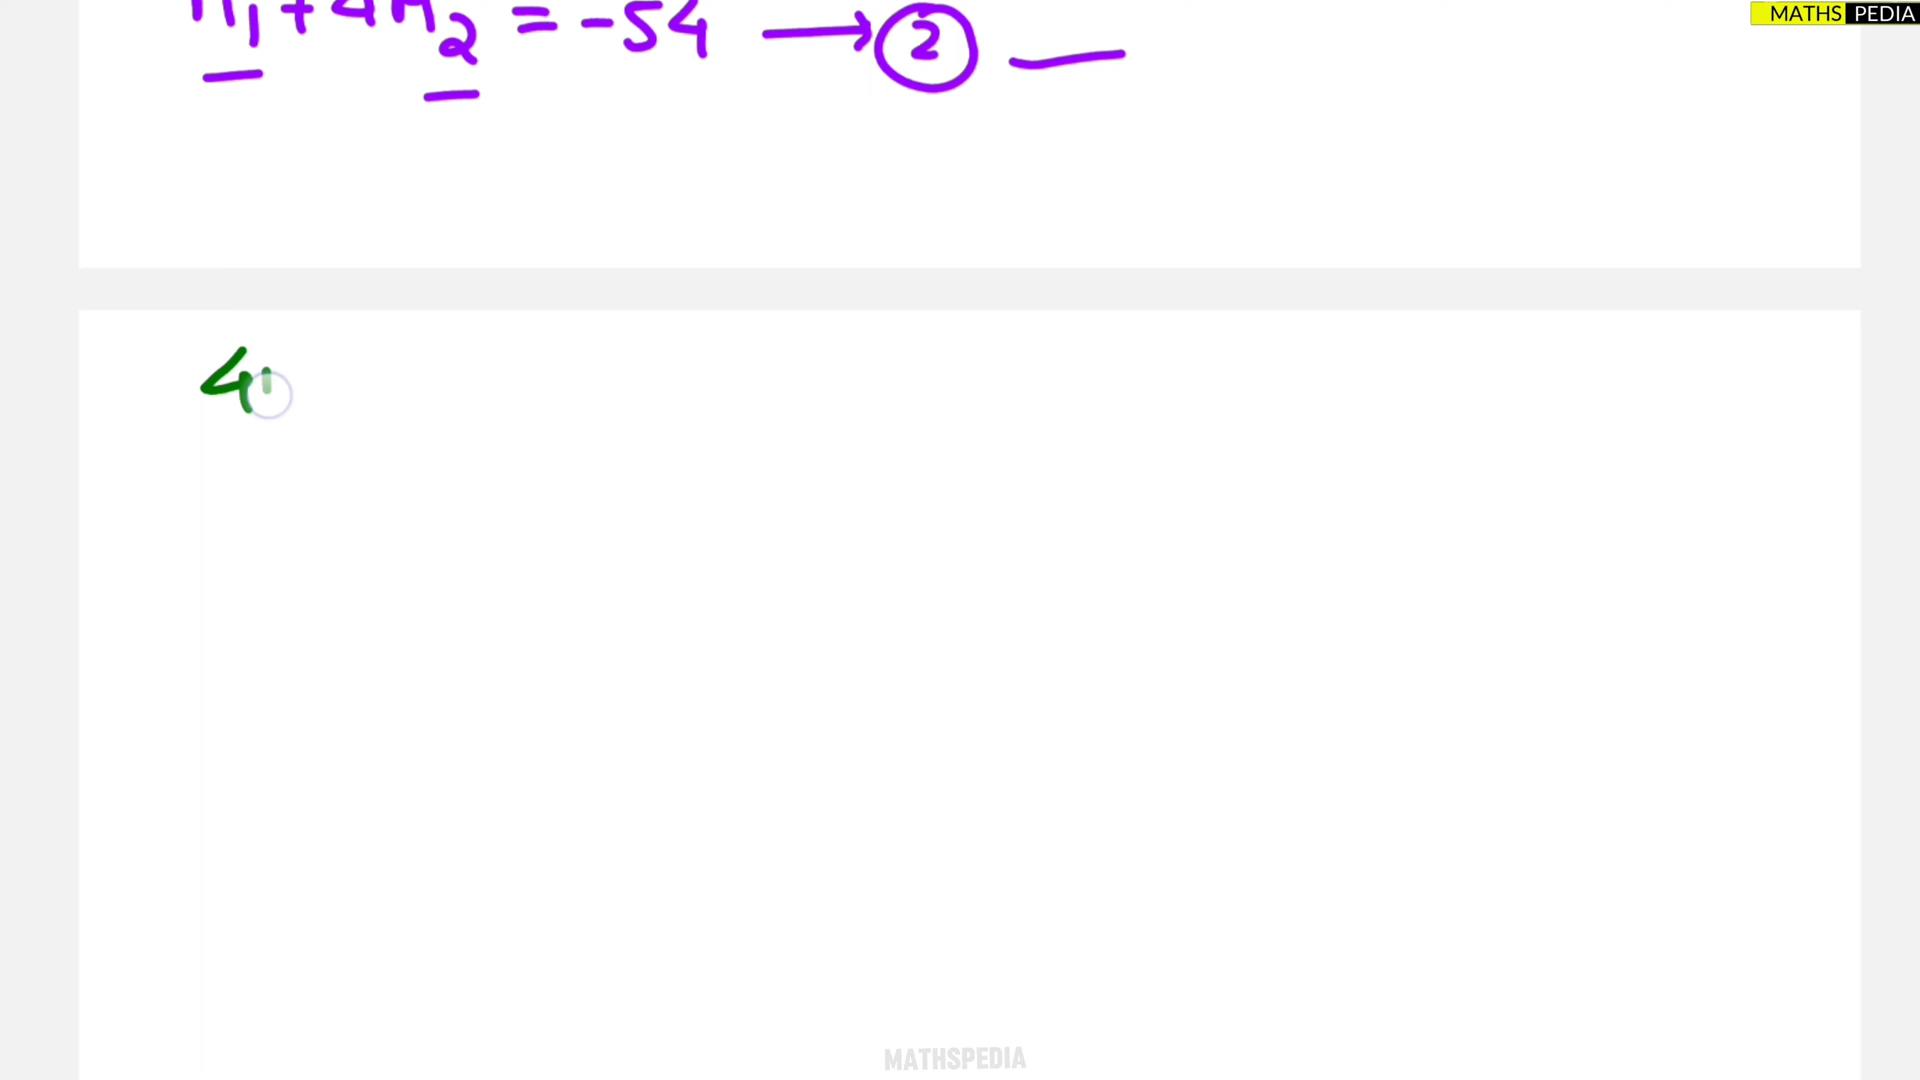 MATHS PEDIA
M₁ + 4M₂ = -54 → ②
4
MATHSPEDIA